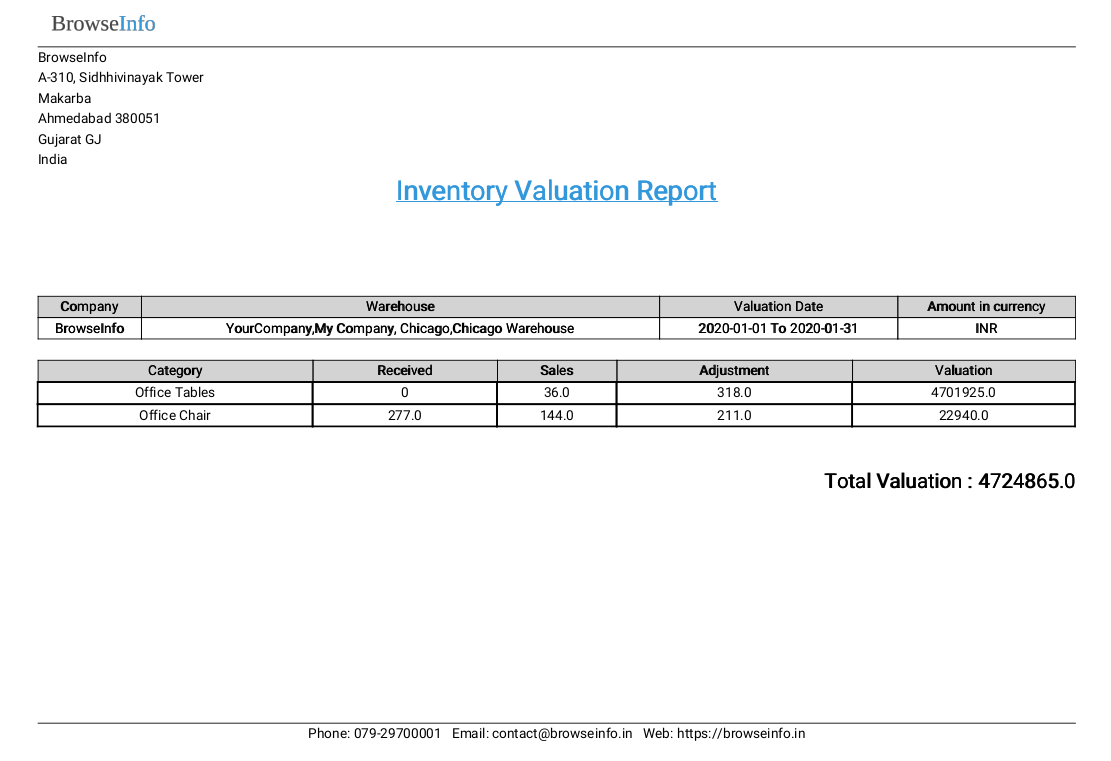 BrowseInfo
BrowseInfo
A-310, Sidhhivinayak Tower
Makarba
Ahmedabad 380051
Gujarat GJ
India
Inventory Valuation Report
Company Warehouse Valuation Date Amount in currency
BrowseInfo YourCompany,My Company, Chicago,Chicago Warehouse 2020-01-01 To 2020-01-31 INR
Category Received Sales Adjustment Valuation
Office Tables 0 36.0 318.0 4701925.0
Office Chair 277.0 144.0 211.0 22940.0
Total Valuation : 4724865.0
Phone: 079-29700001 Email: contact@browseinfo.in Web: https://browseinfo.in